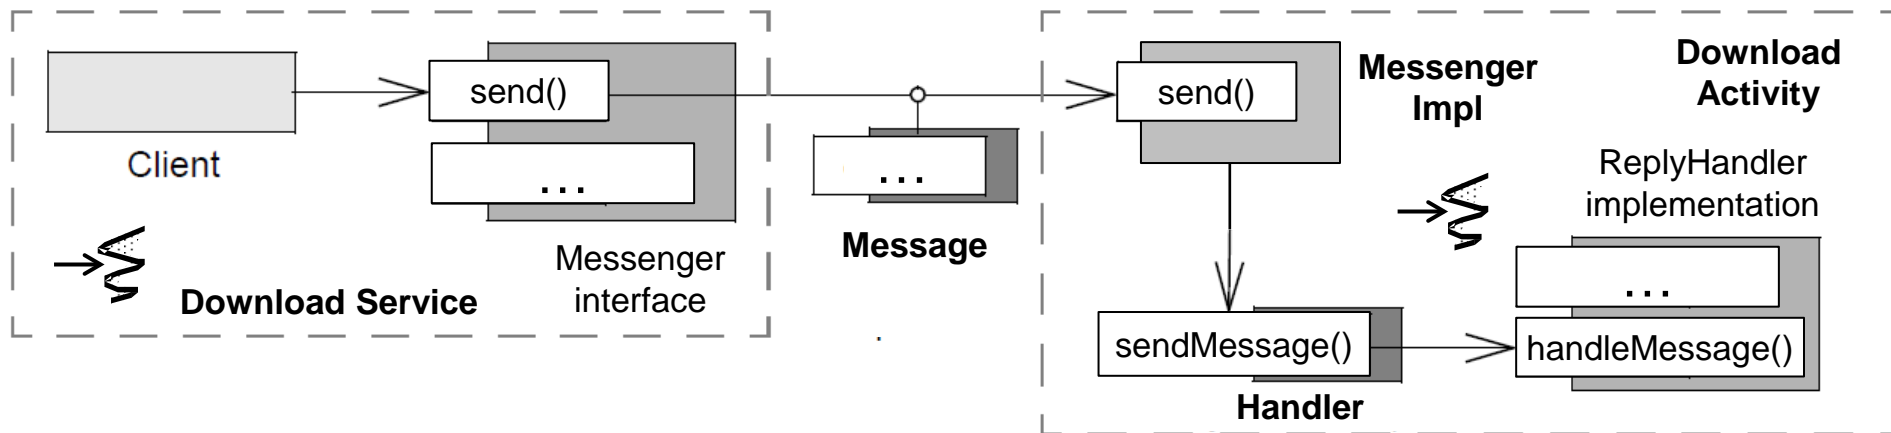 Client
send()
...
Messenger
interface
Download Service
...
Message
send()
Messenger
Impl
Download
Activity
ReplyHandler
implementation
...
sendMessage()
handleMessage()
Handler